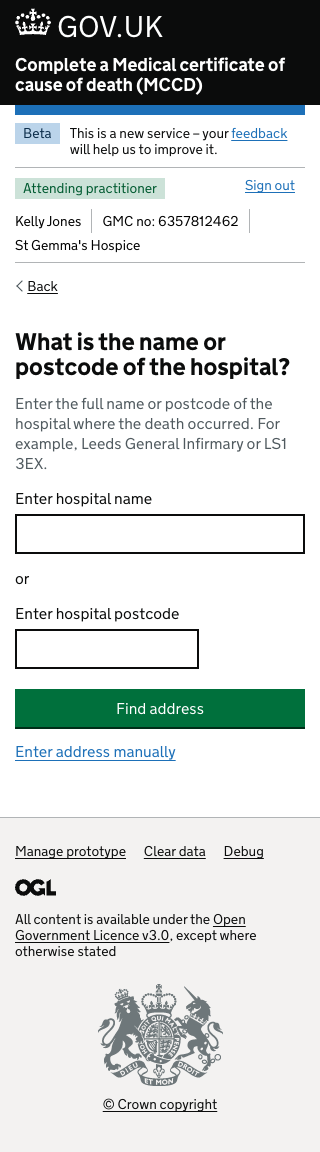 GOV.UK
Complete a Medical certificate of
cause of death (MCCD)
Beta
This is a new service – your feedback
will help us to improve it.
Attending practitioner
Sign out
Kelly Jones
GMC no: 6357812462
St Gemma's Hospice
Back
What is the name or
postcode of the hospital?
Enter the full name or postcode of the
hospital where the death occurred. For
example, Leeds General Infirmary or LS1
3EX.
Enter hospital name
or
Enter hospital postcode
Find address
Enter address manually
Manage prototype
Clear data
Debug
OGL
All content is available under the Open
Government Licence v3.0, except where
otherwise stated
DIEU
ET MON
DROIT
© Crown copyright